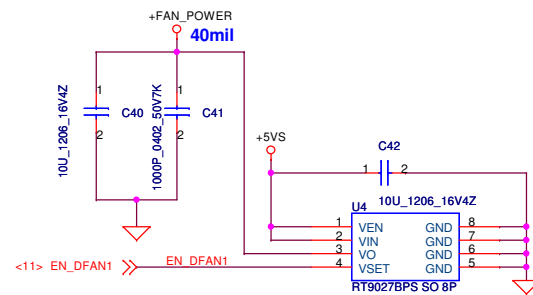 +FAN_POWER
40mil
10U_1206_16V4Z
1
C40
2
1000P_0402_50V7K
1
C41
2
+5VS
C42
1
2
10U_1206_16V4Z
U4
1 VEN GND 8
2 VIN GND 7
3 VO GND 6
4 VSET GND 5
<11> EN_DFAN1
EN_DFAN1
RT9027BPS SO 8P